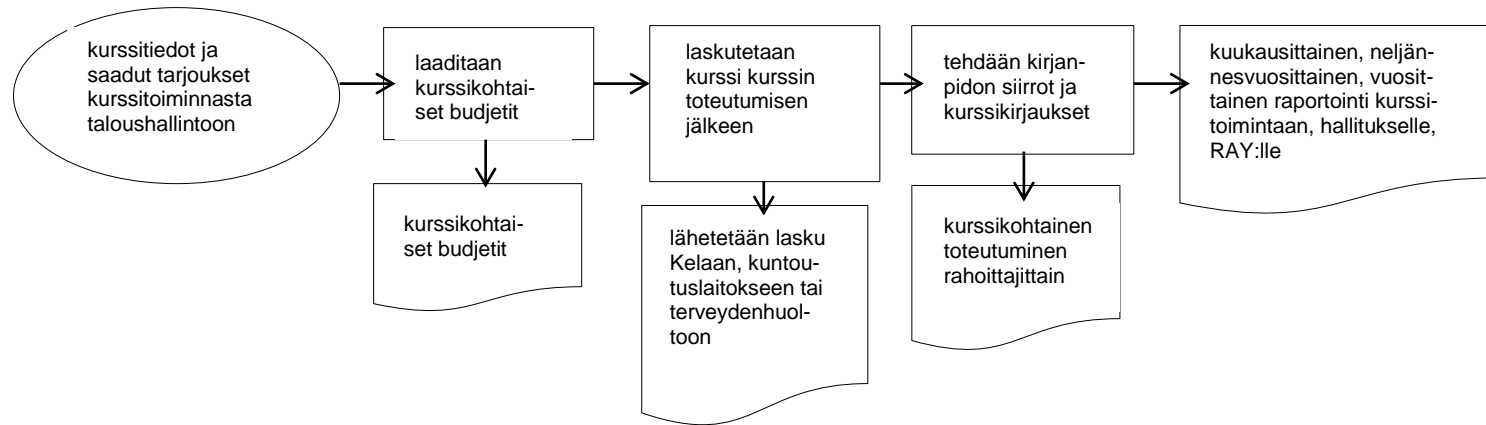 kurssitiedot ja
saadut tarjoukset
kurssitoiminnasta
taloushallintoon
laaditaan
kurssikohtai-
set budjetit
laskutetaan
kurssi kurssin
toteutumisen
jälkeen
tehdään kirjan-
pidon siirrot ja
kurssikirjaukset
kuukausittainen, neljän-
nesvuosittainen, vuosit-
tainen raportointi kurssi-
toimintaan, hallitukselle,
RAY:lle
kurssikohtai-
set budjetit
lähetetään lasku
Kelaan, kuntou-
tuslaitokseen tai
terveydenhuol-
toon
kurssikohtainen
toteutuminen
rahoittajittain